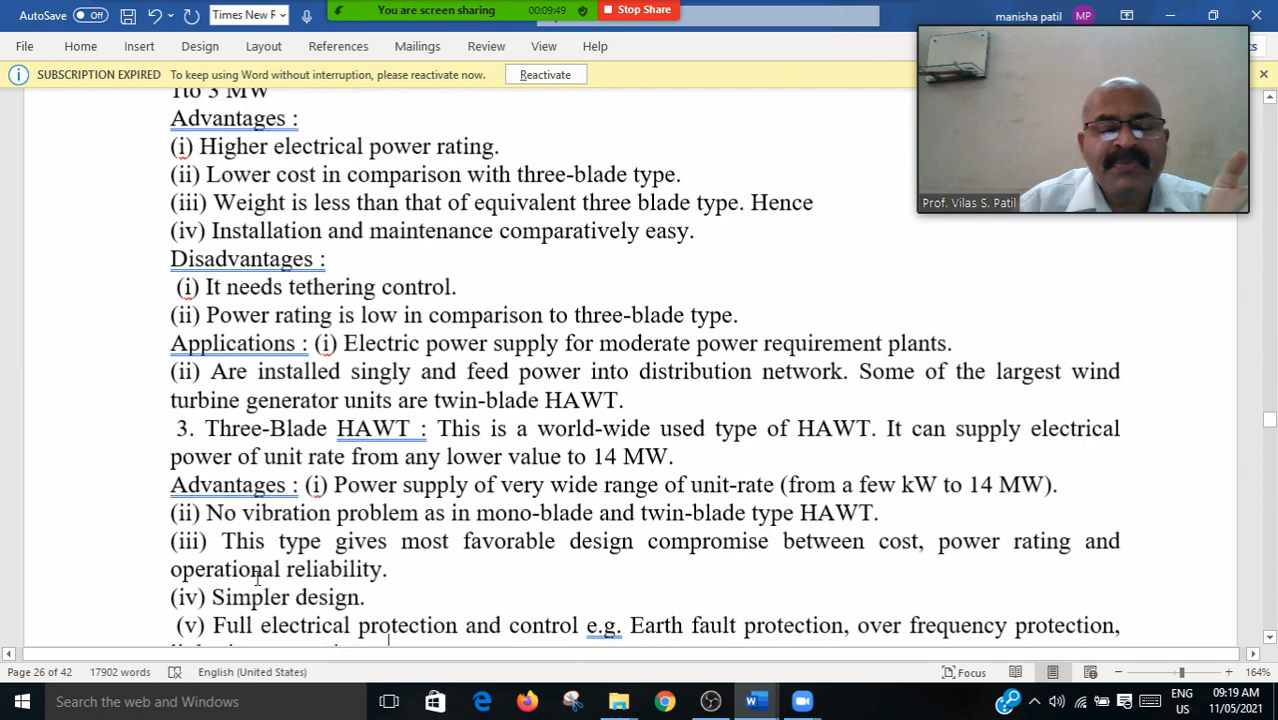 AutoSave Off Times New R You are screen sharing 00:09:49 Stop Share manisha patil MP
File Home Insert Design Layout References Mailings Review View Help
SUBSCRIPTION EXPIRED To keep using Word without interruption, please reactivate now. Reactivate
1to 3 MW
Advantages :
(i) Higher electrical power rating.
(ii) Lower cost in comparison with three-blade type.
(iii) Weight is less than that of equivalent three blade type. Hence
Prof. Vilas S. Patil
(iv) Installation and maintenance comparatively easy.
Disadvantages :
(i) It needs tethering control.
(ii) Power rating is low in comparison to three-blade type.
Applications : (i) Electric power supply for moderate power requirement plants.
(ii) Are installed singly and feed power into distribution network. Some of the largest wind
turbine generator units are twin-blade HAWT.
3. Three-Blade HAWT : This is a world-wide used type of HAWT. It can supply electrical
power of unit rate from any lower value to 14 MW.
Advantages : (i) Power supply of very wide range of unit-rate (from a few kW to 14 MW).
(ii) No vibration problem as in mono-blade and twin-blade type HAWT.
(iii) This type gives most favorable design compromise between cost, power rating and
operational reliability.
(iv) Simpler design.
(v) Full electrical protection and control e.g. Earth fault protection, over frequency protection,
Page 26 of 42 17902 words English (United States) Focus 164%
Search Windows ENG 09:19 AM
US 11/05/2021